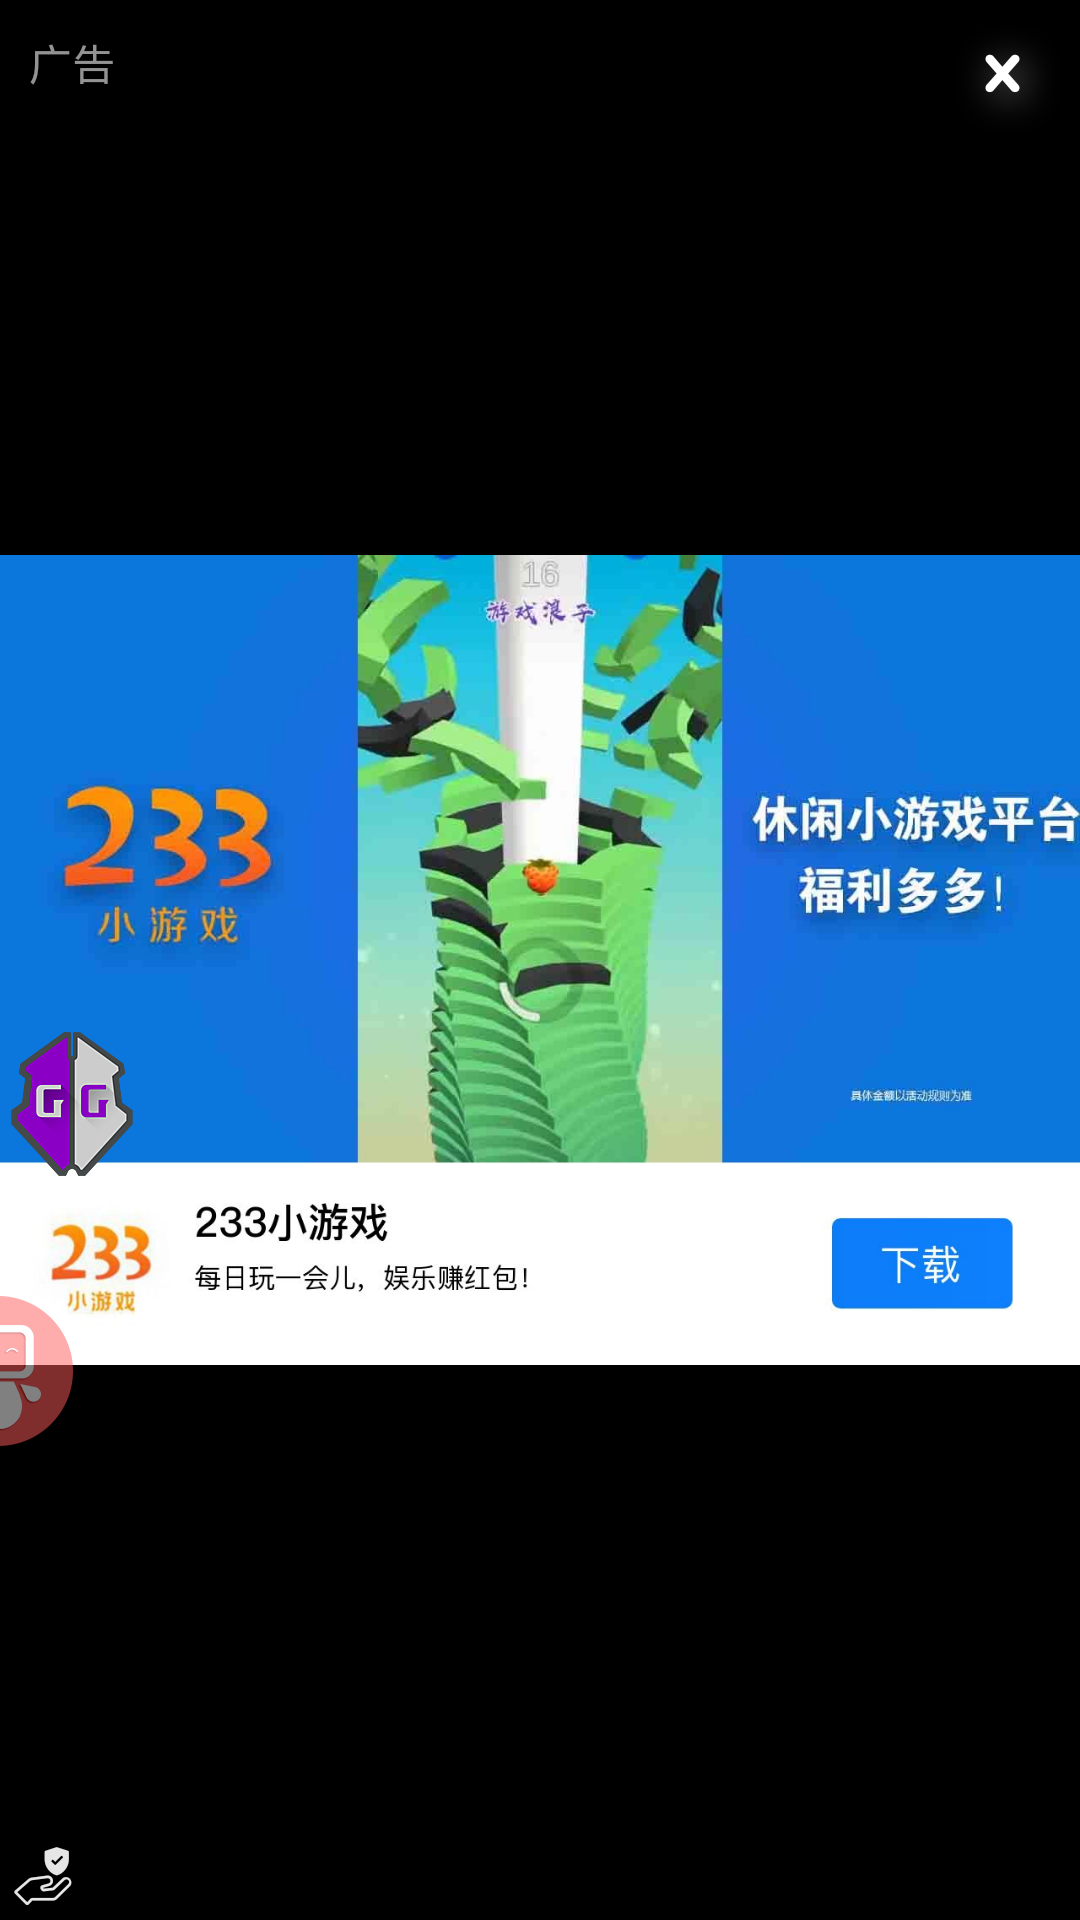 广告
16
游戏浪子
233
小游戏
休闲小游戏平台
福利多多！
GG
具体金额以活动规则为准
233
小游戏
233小游戏
每日玩一会儿，娱乐赚红包！
下载